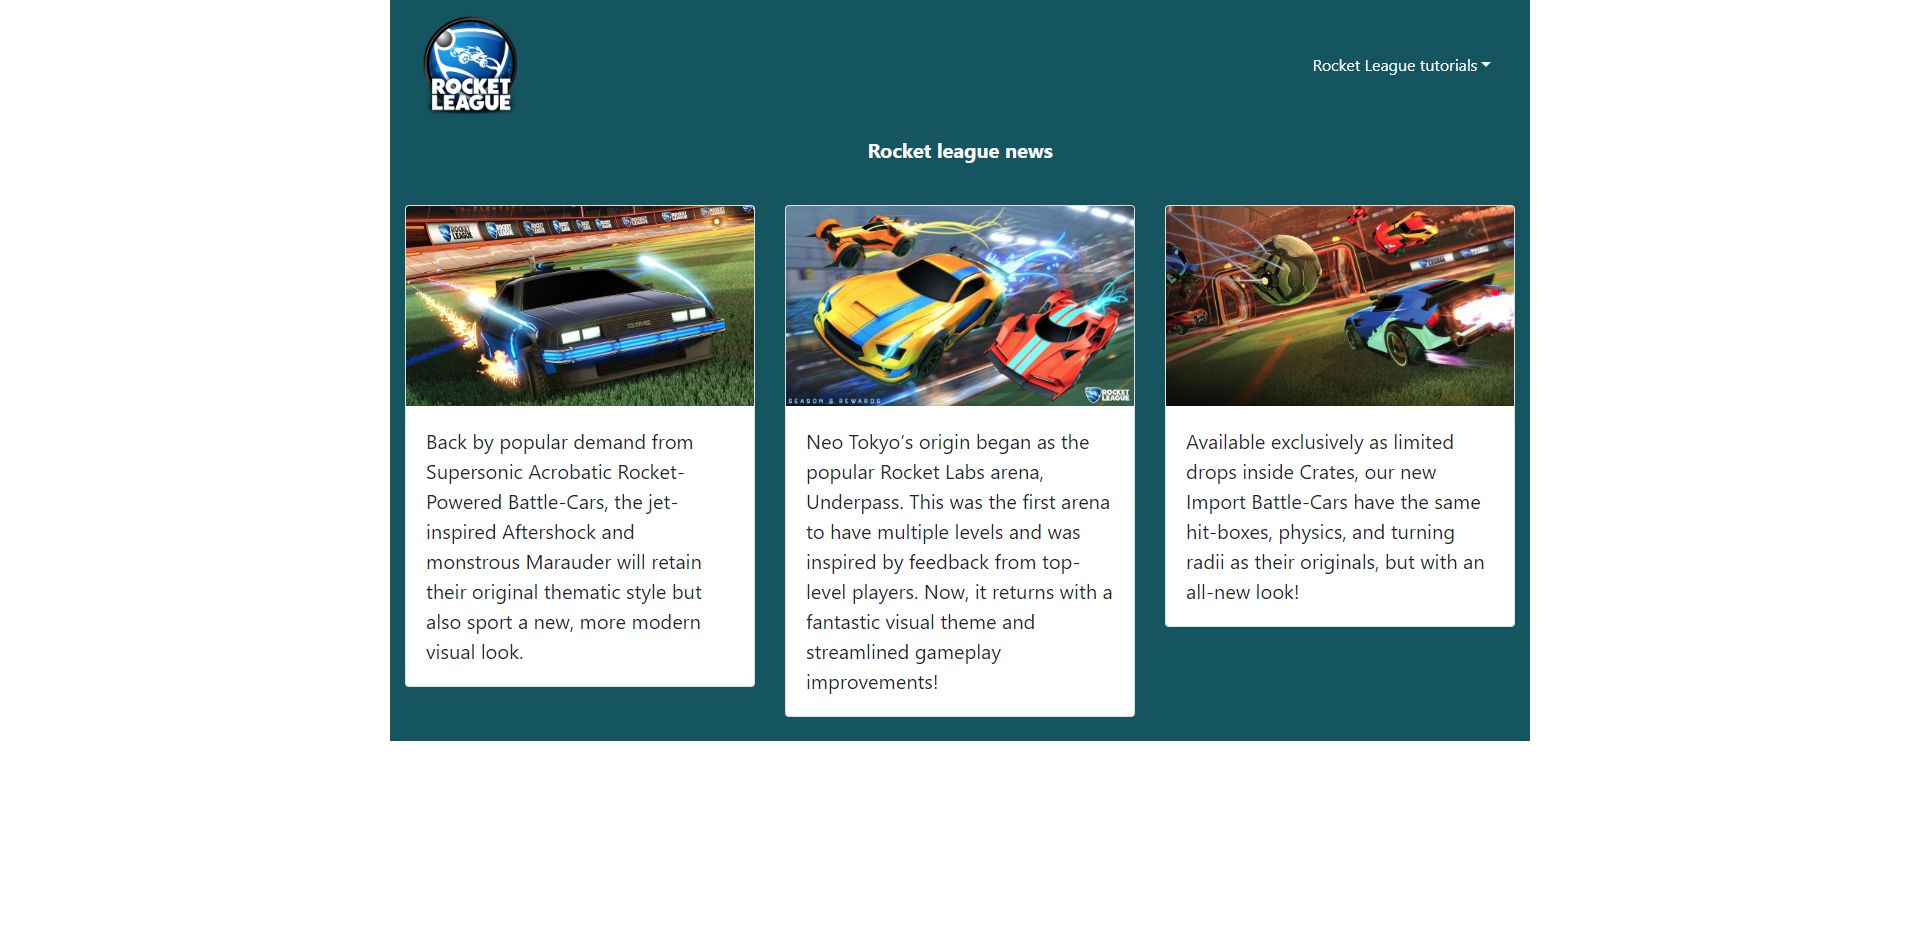 ROCKET
LEAGUE
Rocket League tutorials
Rocket league news
ROCKET
LEAGUE
ROCKET
LEAGUE
DMC
SEASON 8 REWARDS
ROCKET
LEAGUE
Back by popular demand from
Supersonic Acrobatic Rocket-
Powered Battle-Cars, the jet-
inspired Aftershock and
monstrous Marauder will retain
their original thematic style but
also sport a new, more modern
visual look.
Neo Tokyo’s origin began as the
popular Rocket Labs arena,
Underpass. This was the first arena
to have multiple levels and was
inspired by feedback from top-
level players. Now, it returns with a
fantastic visual theme and
streamlined gameplay
improvements!
Available exclusively as limited
drops inside Crates, our new
Import Battle-Cars have the same
hit-boxes, physics, and turning
radii as their originals, but with an
all-new look!